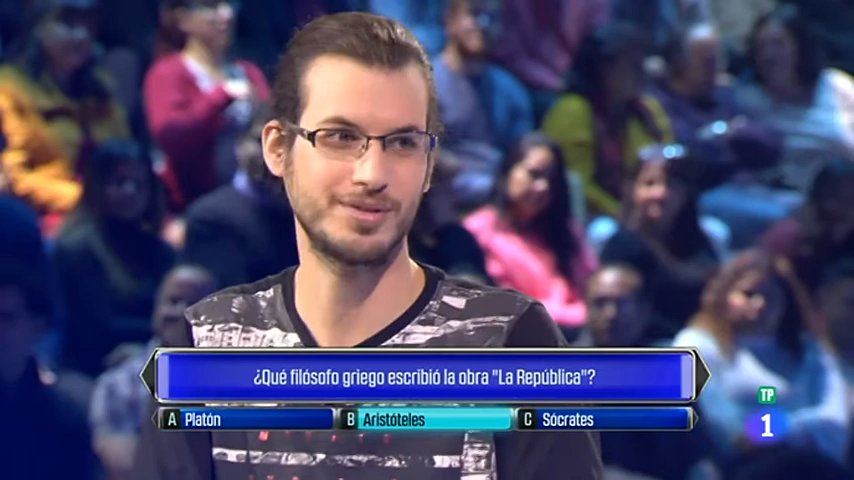 ¿Qué filósofo griego escribió la obra "La República"?
A Platón
B Aristóteles
C Sócrates
TP
1